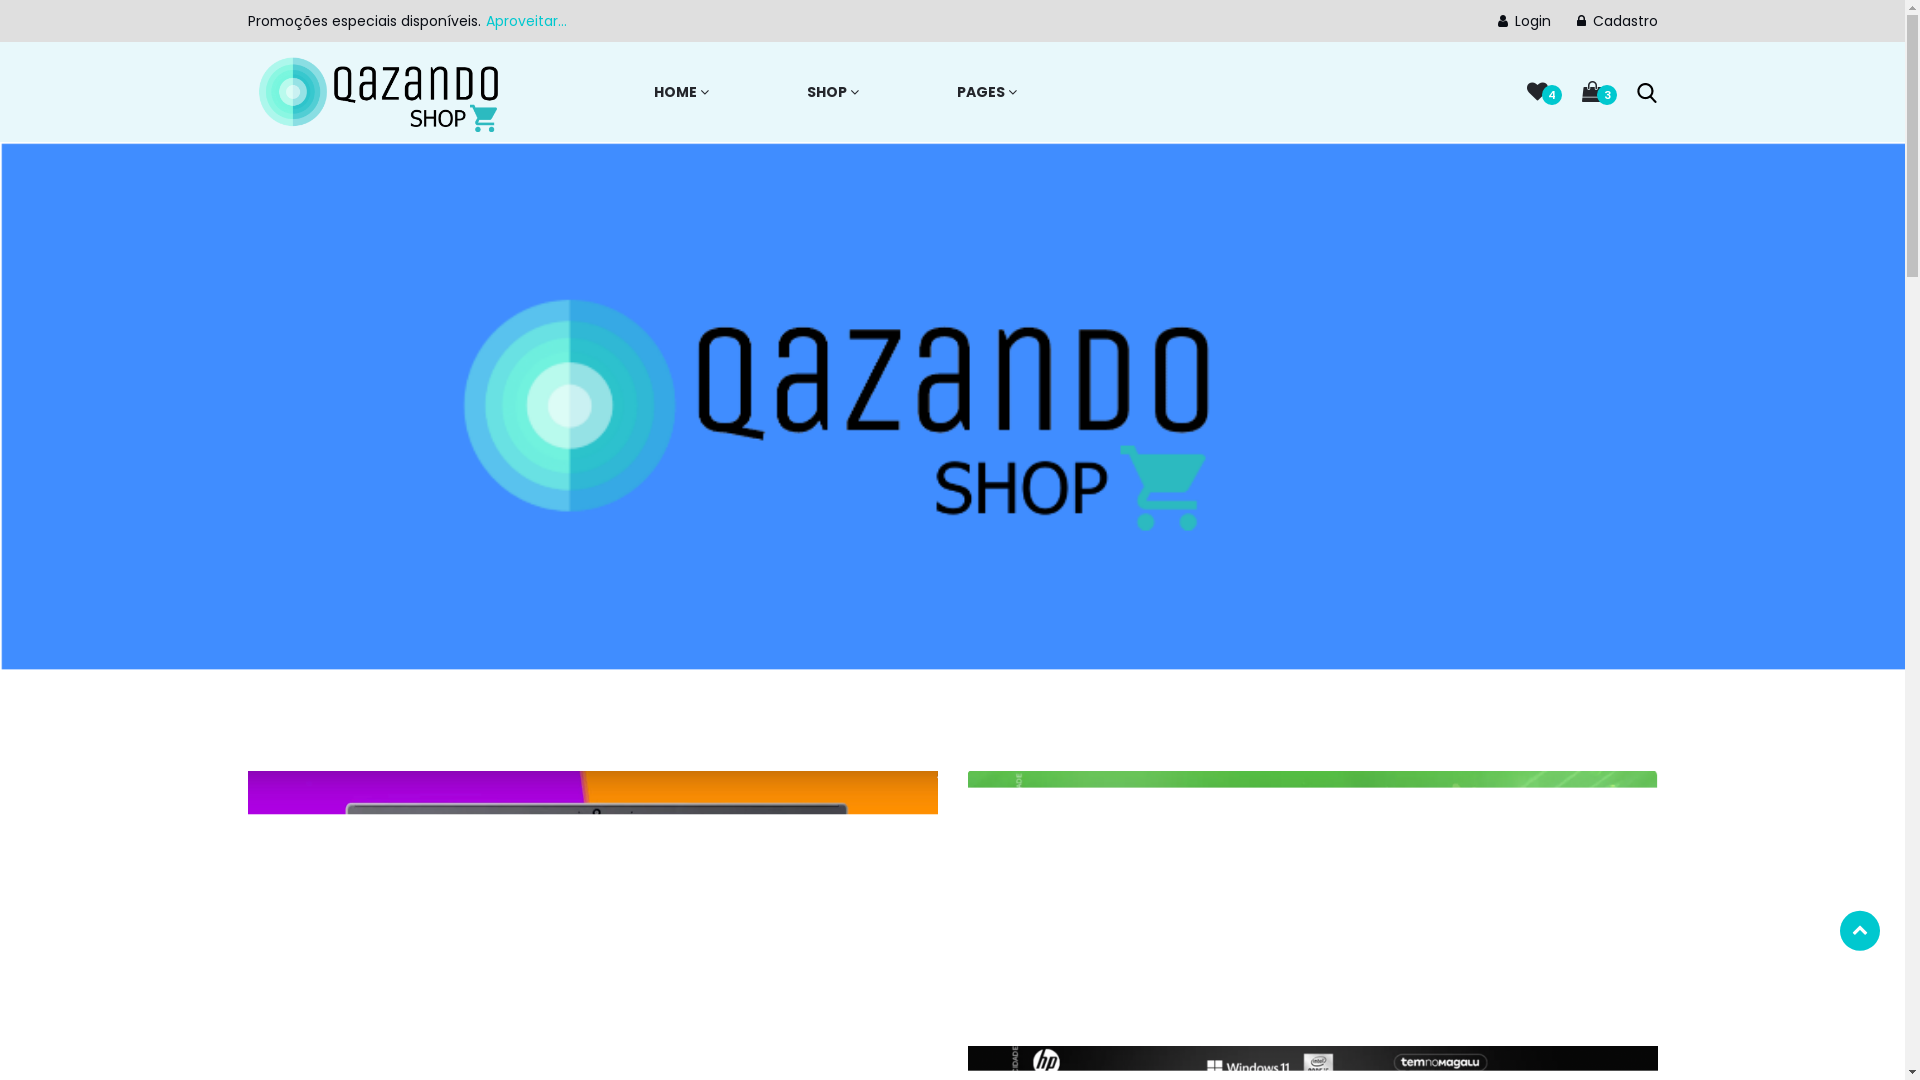 Promoções especiais disponíveis. Aproveitar...
Login
Cadastro
QAZANDO
SHOP
HOME
SHOP
PAGES
4
3
QAZANDO
SHOP
hp
Windows 11
intel
temnomagalu